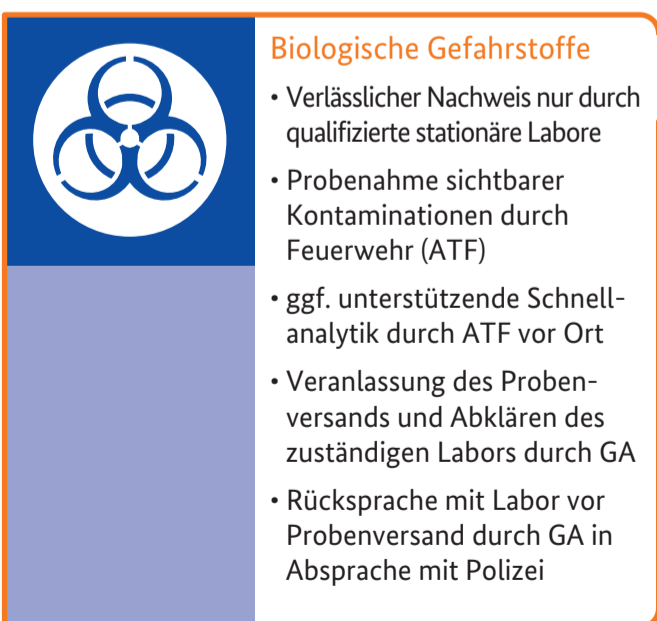 Biologische Gefahrstoffe
• Verlässlicher Nachweis nur durch
qualifizierte stationäre Labore
• Probenahme sichtbarer
Kontaminationen durch
Feuerwehr (ATF)
• ggf. unterstützende Schnell-
analytik durch ATF vor Ort
• Veranlassung des Proben-
versands und Abklären des
zuständigen Labors durch GA
• Rücksprache mit Labor vor
Probenversand durch GA in
Absprache mit Polizei